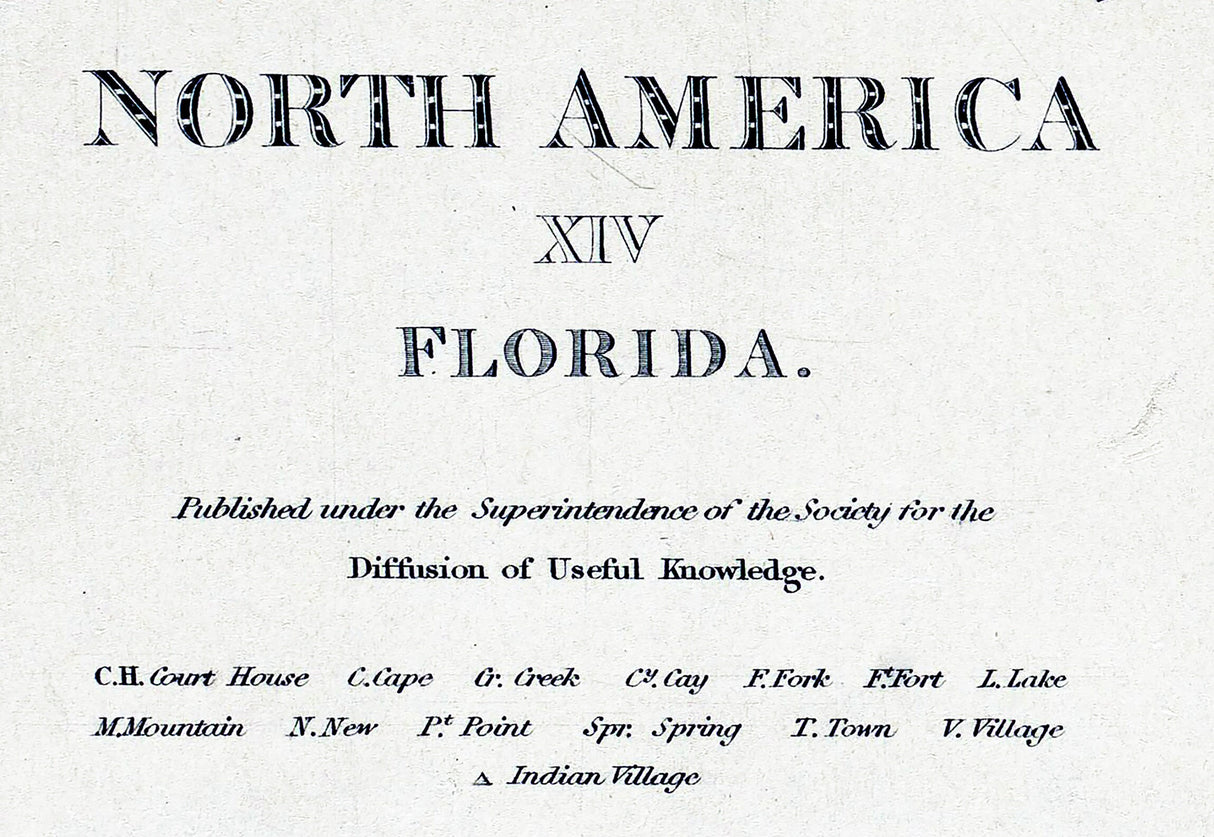 NORTH AMERICA
XIV
FLORIDA.
Published under the Superintendence of the Society for the
Diffusion of Useful Knowledge.
C.H. Court House C. Cape Cr. Creek Cy. Cay F. Fork Ft. Fort L. Lake
M. Mountain N. New Pt. Point Spr. Spring T. Town V. Village
△ Indian Village